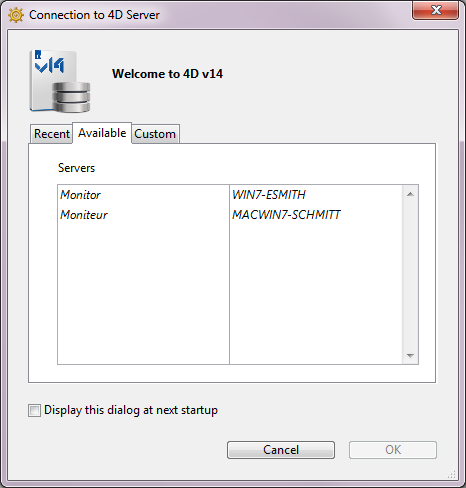 Connection to 4D Server
v14
Welcome to 4D v14
Recent Available Custom
Servers
Monitor WIN7-ESMITH
Moniteur MACWIN7-SCHMITT
Display this dialog at next startup
Cancel OK